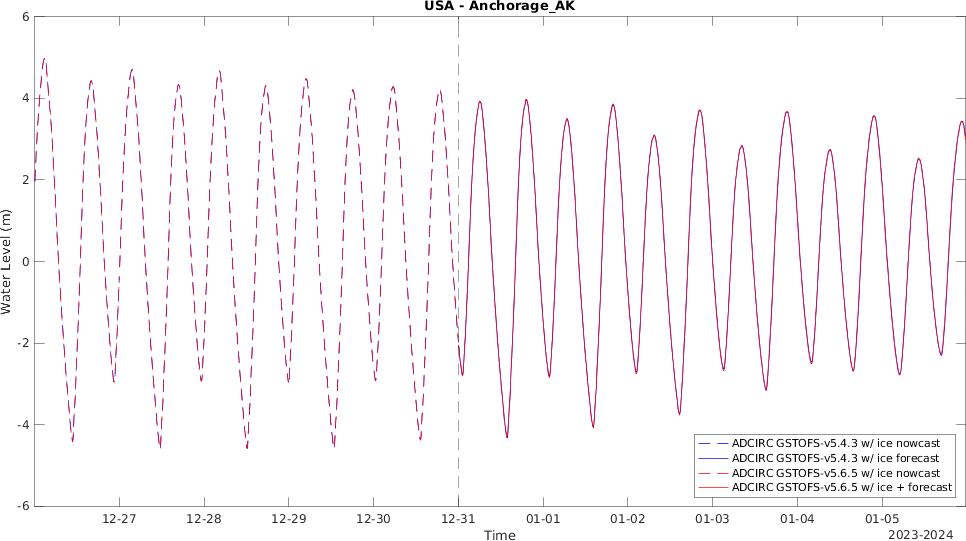 USA - Anchorage_AK
6
4
2
0
-2
-4
-6
Water Level (m)
12-27 12-28 12-29 12-30 12-31 01-01 01-02 01-03 01-04 01-05
Time
2023-2024
ADCIRC GSTOFS-v5.4.3 w/ ice nowcast
ADCIRC GSTOFS-v5.4.3 w/ ice forecast
ADCIRC GSTOFS-v5.6.5 w/ ice nowcast
ADCIRC GSTOFS-v5.6.5 w/ ice + forecast